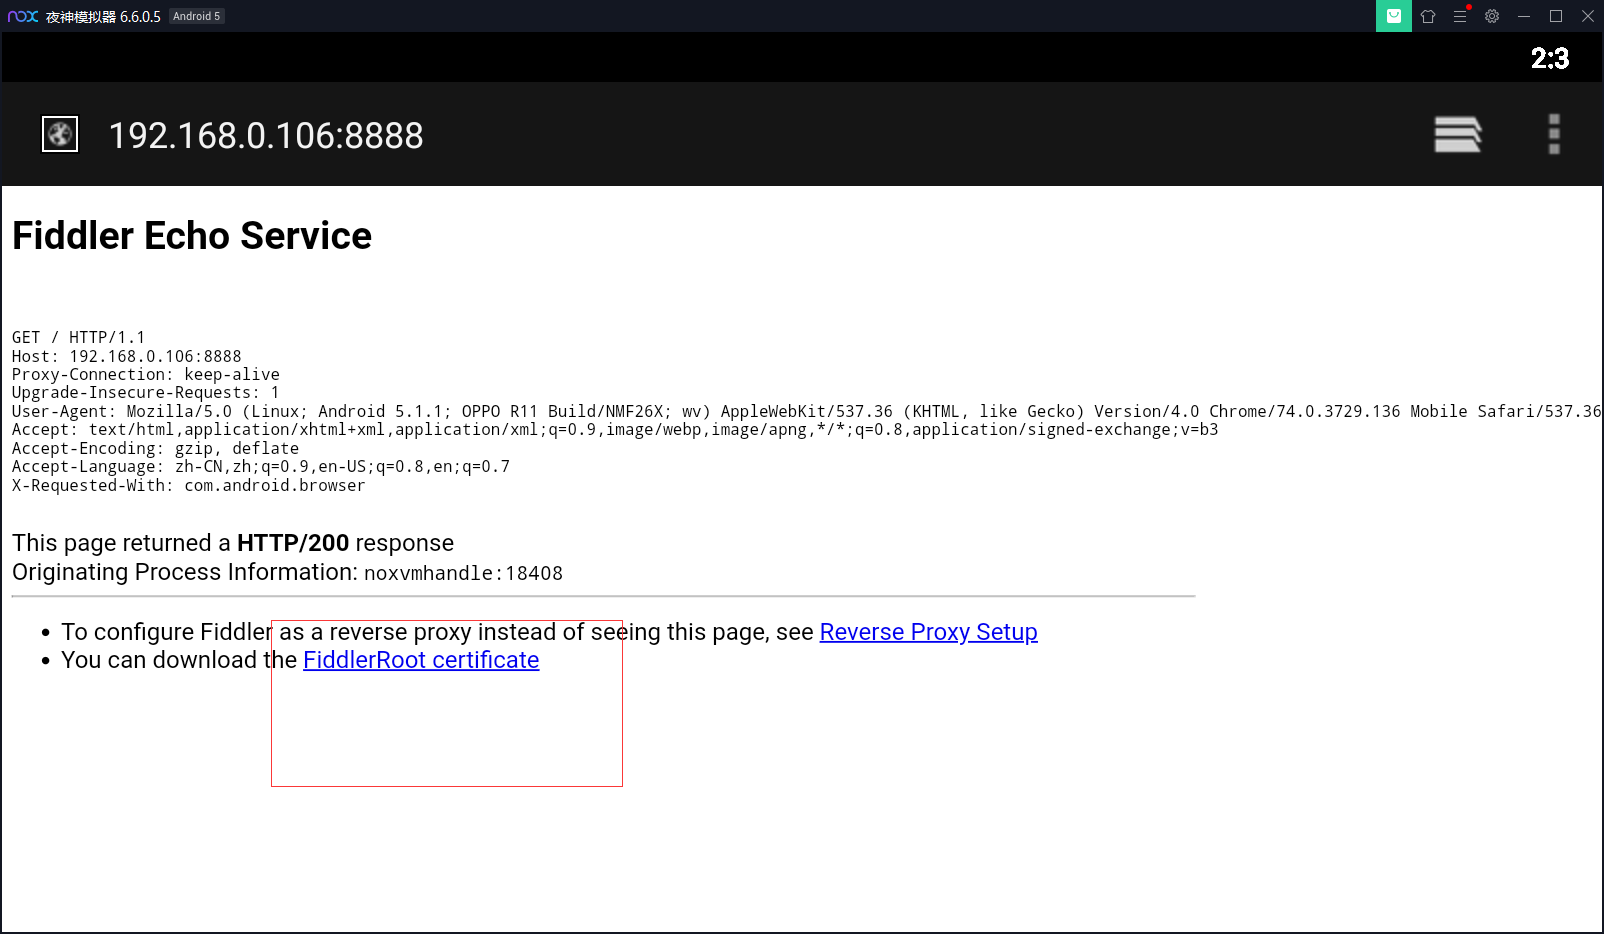 nox 夜神模拟器 6.6.0.5 Android 5
2:3
192.168.0.106:8888
Fiddler Echo Service
GET / HTTP/1.1
Host: 192.168.0.106:8888
Proxy-Connection: keep-alive
Upgrade-Insecure-Requests: 1
User-Agent: Mozilla/5.0 (Linux; Android 5.1.1; OPPO R11 Build/NMF26X; wv) AppleWebKit/537.36 (KHTML, like Gecko) Version/4.0 Chrome/74.0.3729.136 Mobile Safari/537.36
Accept: text/html,application/xhtml+xml,application/xml;q=0.9,image/webp,image/apng,*/*;q=0.8,application/signed-exchange;v=b3
Accept-Encoding: gzip, deflate
Accept-Language: zh-CN,zh;q=0.9,en-US;q=0.8,en;q=0.7
X-Requested-With: com.android.browser
This page returned a HTTP/200 response
Originating Process Information: noxvmhandle:18408
• To configure Fiddler as a reverse proxy instead of seeing this page, see Reverse Proxy Setup
• You can download the FiddlerRoot certificate